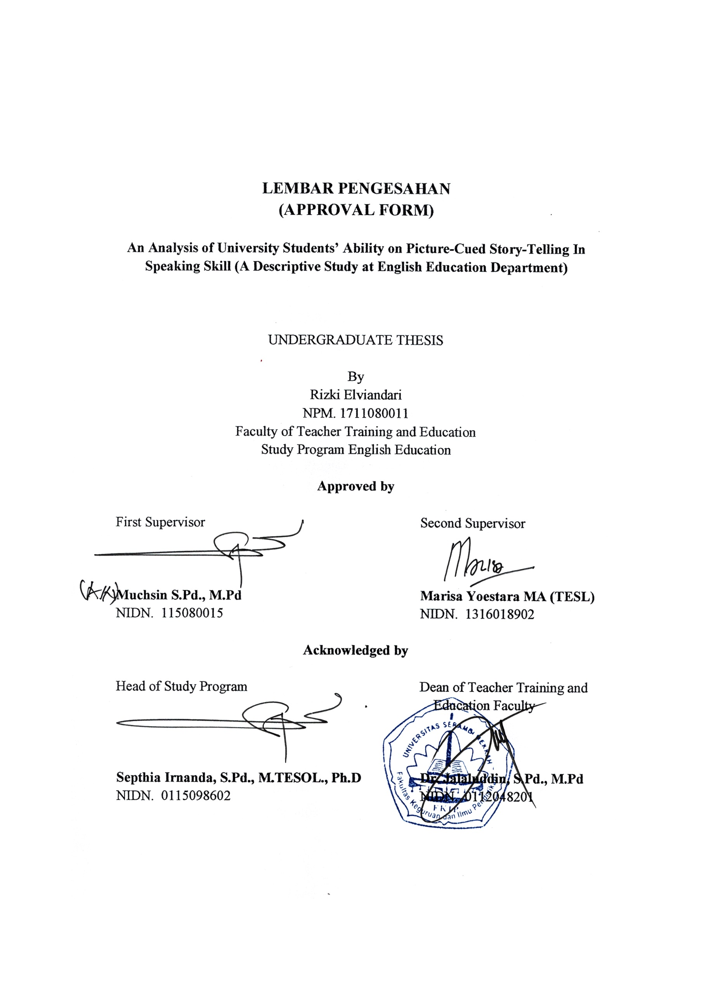 LEMBAR PENGESAHAN
(APPROVAL FORM)
An Analysis of University Students' Ability on Picture-Cued Story-Telling In
Speaking Skill (A Descriptive Study at English Education Department)
UNDERGRADUATE THESIS
By
Rizki Elviandari
NPM. 1711080011
Faculty of Teacher Training and Education
Study Program English Education
Approved by
First Supervisor
Muchsin S.Pd., M.Pd
NIDN.  115080015
Second Supervisor
Marisa
Marisa Yoestara MA (TESL)
NIDN.  1316018902
Acknowledged by
Head of Study Program
Septhia Irnanda, S.Pd., M.TESOL., Ph.D
NIDN.  0115098602
Dean of Teacher Training and
Education Faculty
UNIVERSITAS SERAMBI MEKKAH
Dr. Jalaluddin, S.Pd., M.Pd
NIDN.  0112048201
FKIP
Fakultas Keguruan dan Ilmu Pendidikan